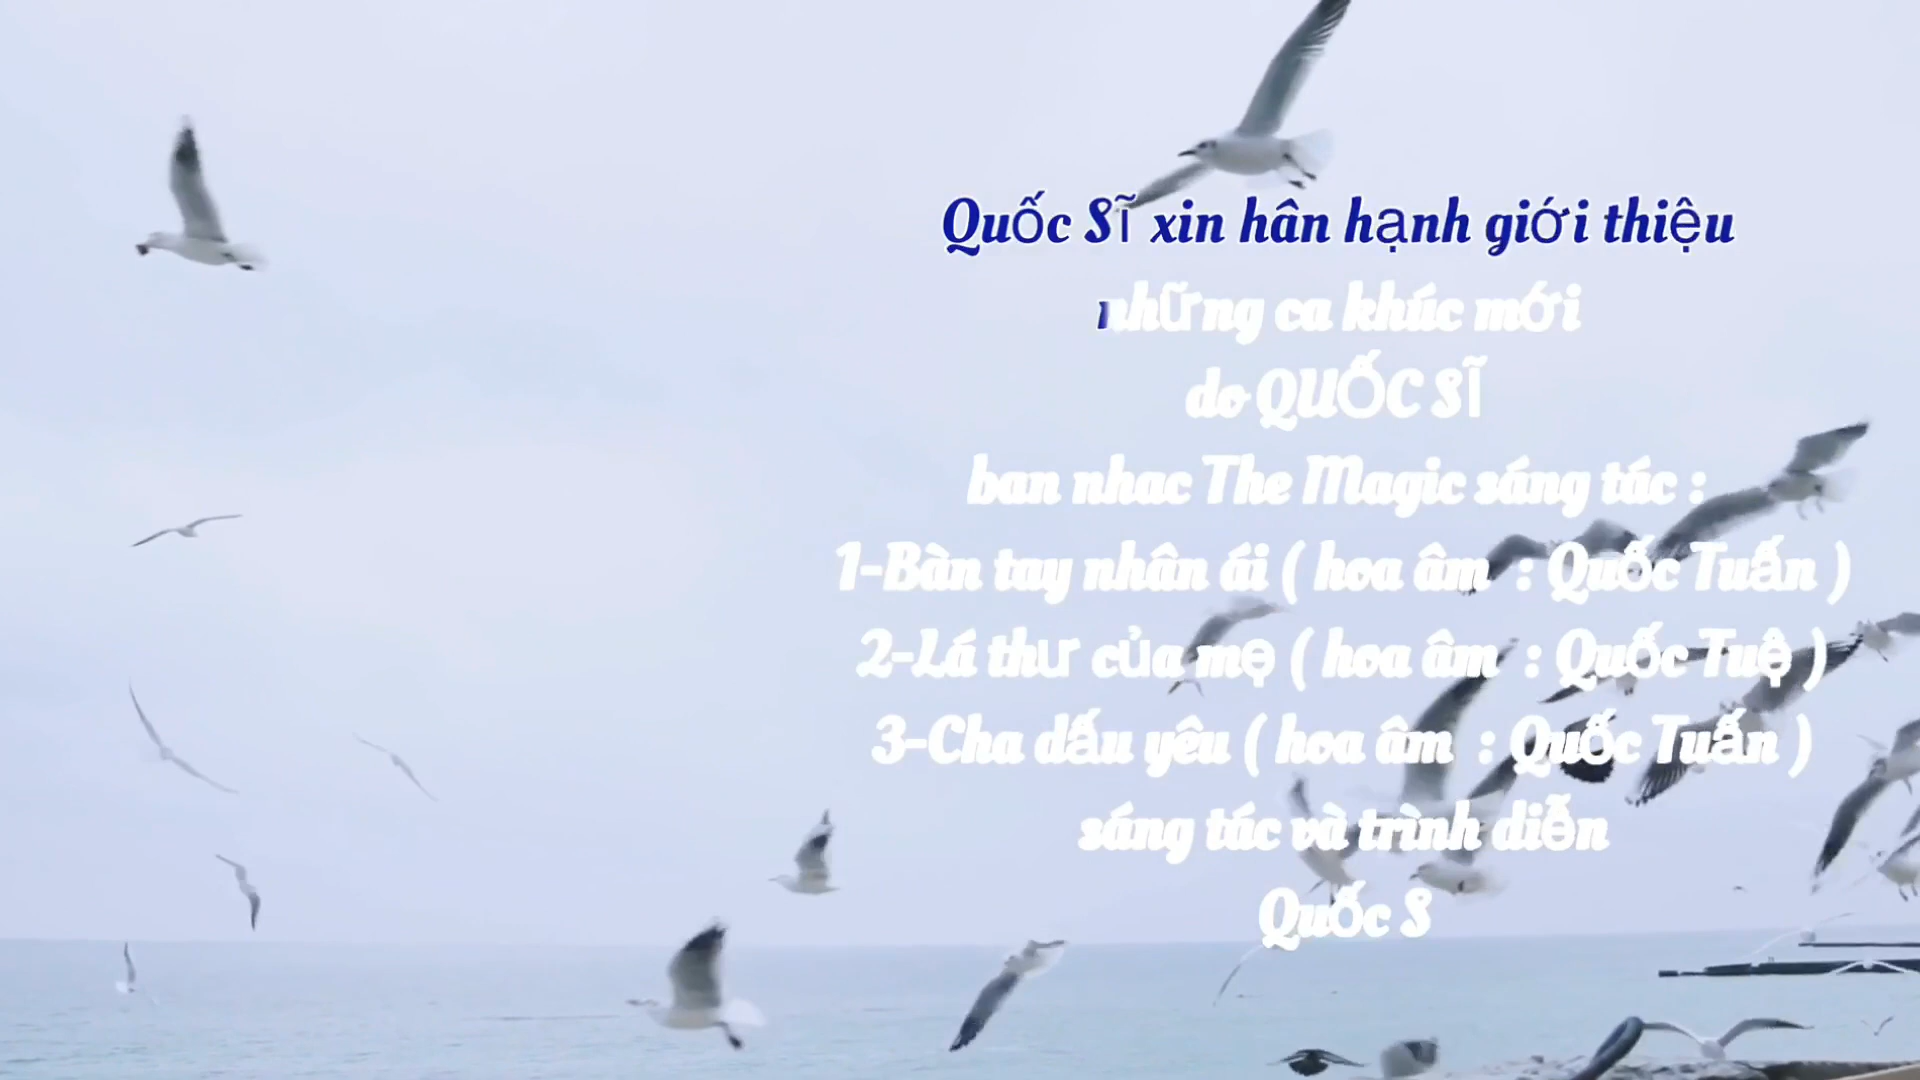 Quốc Sĩ xin hân hạnh giới thiệu
những ca khúc mới
do QUỐC SĨ
ban nhac The Magic sáng tác :
1-Bàn tay nhân ái ( hoa âm : Quốc Tuấn )
2-Lá thư của mẹ ( hoa âm : Quốc Tuệ )
3-Cha dấu yêu ( hoa âm : Quốc Tuấn )
sáng tác và trình diễn
Quốc S